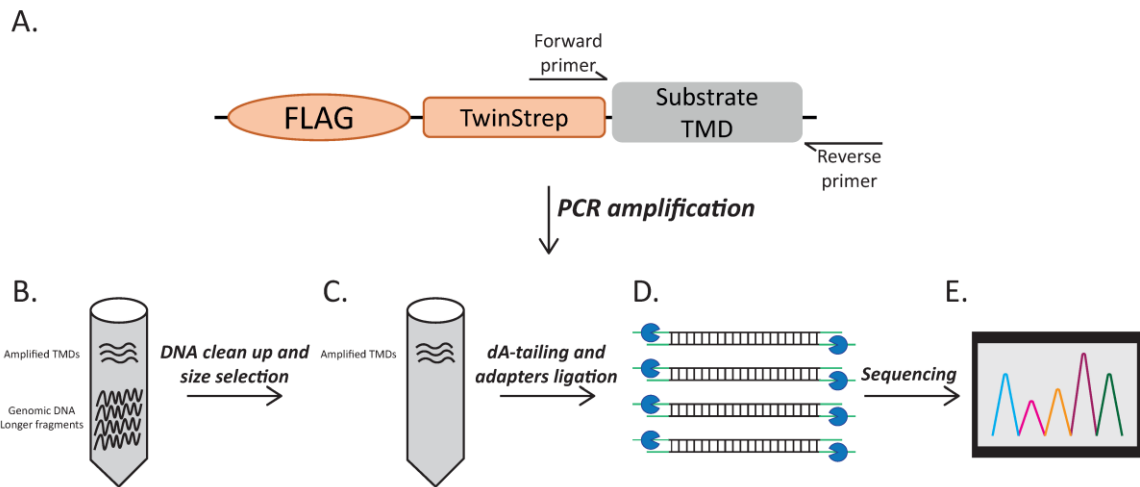 A.
Forward
primer
FLAG
TwinStrep
Substrate
TMD
Reverse
primer
PCR amplification
B.
C.
D.
E.
Amplified TMDs
DNA clean up and
size selection
Amplified TMDs
dA-tailing and
adapters ligation
Sequencing
Genomic DNA
Longer fragments